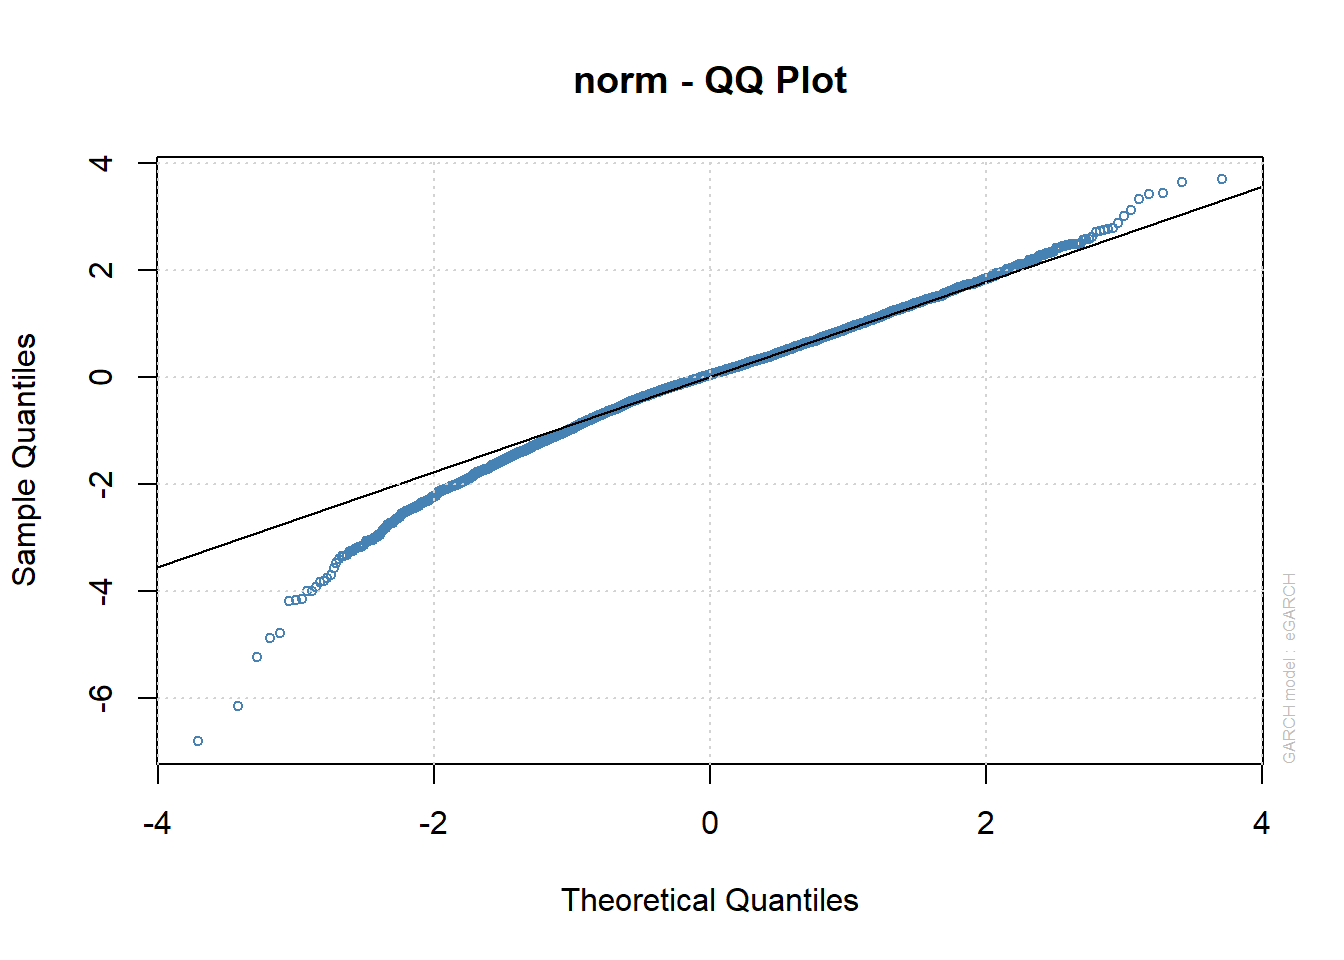 norm - QQ Plot
Sample Quantiles
4
2
0
-2
-4
-6
-4
-2
0
2
4
Theoretical Quantiles
GARCH model : eGARCH